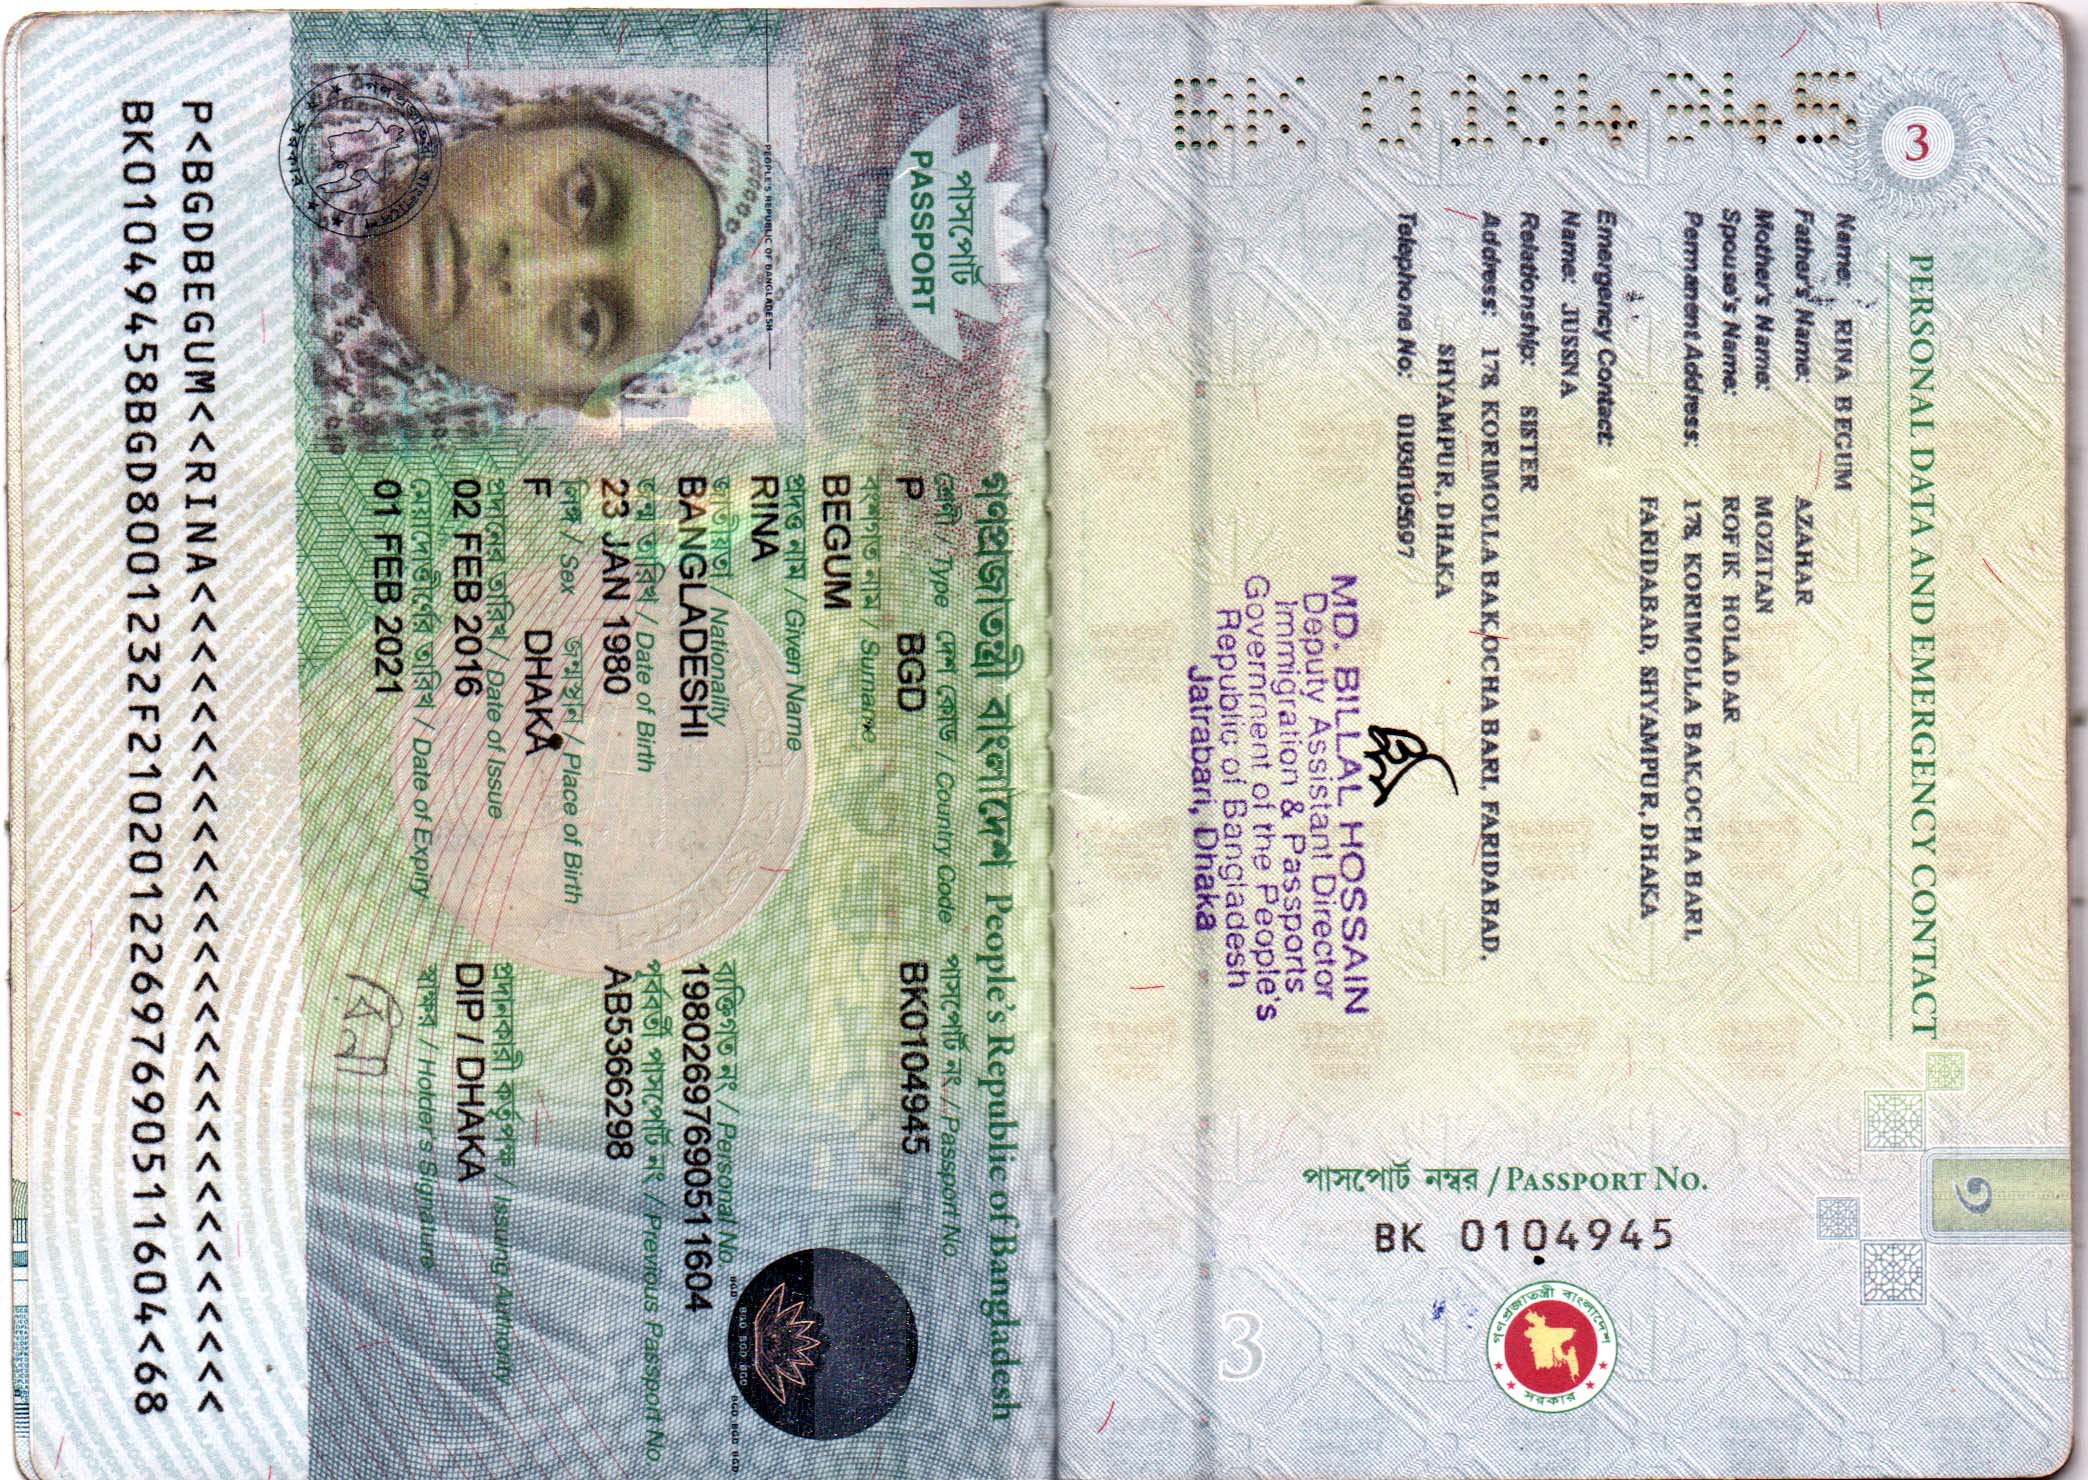 3
PERSONAL DATA AND EMERGENCY CONTACT
Name: RINA BEGUM
Father's Name: AZAHAR
Mother's Name: MOZITAN
Spouse's Name: ROFIK HOLADAR
Permanent Address: 178, KORIMOLLA BAK,OCHA BARI,
FARIDABAD, SHYAMPUR, DHAKA
Emergency Contact:
Name: JUSSNA
Relationship: SISTER
Address: 178, KORIMOLLA BAK,OCHA BARI, FARIDABAD,
SHYAMPUR, DHAKA
Telephone No: 01930195697
BK 0104945
MD. BILLAL HOSSAIN
Deputy Assistant Director
Immigration & Passports
Government of the People's
Republic of Bangladesh
Jatrabari, Dhaka
৩
পাসপোর্ট নম্বর / PASSPORT NO.
BK 0104945
গণপ্রজাতন্ত্রী বাংলাদেশ
সরকার
3
গণপ্রজাতন্ত্রী বাংলাদেশ People's Republic of Bangladesh
পাসপোর্ট
PASSPORT
শ্রেণী / Type দেশ কোড / Country Code পাসপোর্ট নং / Passport No.
P BGD BK0104945
বংশগত নাম / Surname
BEGUM
প্রদত্ত নাম / Given Name
RINA
জাতীয়তা / Nationality ব্যক্তিগত নং / Personal No.
BANGLADESHI 19802697690511604
জন্ম তারিখ / Date of Birth পূর্ববর্তী পাসপোর্ট নং / Previous Passport No.
23 JAN 1980 AB5366298
লিঙ্গ / Sex জন্মস্থান / Place of Birth
F DHAKA
প্রদানের তারিখ / Date of Issue প্রদানকারী কর্তৃপক্ষ / Issuing Authority
02 FEB 2016 DIP / DHAKA
মেয়াদোত্তীর্ণের তারিখ / Date of Expiry স্বাক্ষর / Holder's Signature
01 FEB 2021 রিনা
PEOPLE'S REPUBLIC OF BANGLADESH
BGD BGD BGD BGD
P<BGDBEGUM<<RINA<<<<<<<<<<<<<<<<<<<<<<<<<<<<
BK01049458BGD8001232F210201226976905 11604<68